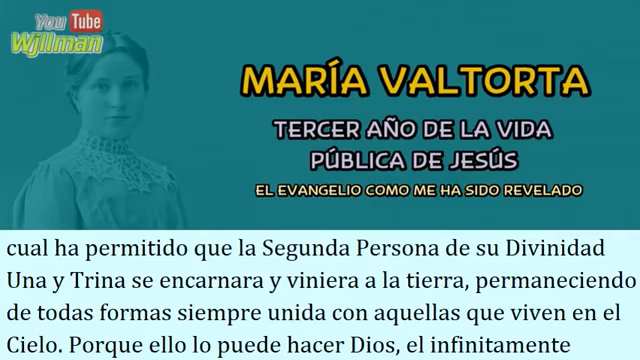 You Tube
Wjllman
MARÍA VALTORTA
TERCER AÑO DE LA VIDA
PÚBLICA DE JESÚS
EL EVANGELIO COMO ME HA SIDO REVELADO
cual ha permitido que la Segunda Persona de su Divinidad
Una y Trina se encarnara y viniera a la tierra, permaneciendo
de todas formas siempre unida con aquellas que viven en el
Cielo. Porque ello lo puede hacer Dios, el infinitamente